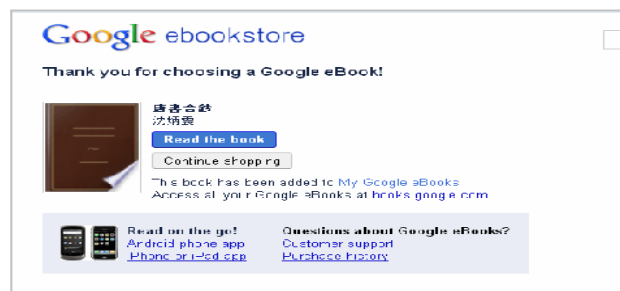 Google ebookstore
Thank you for choosing a Google eBook!
唐書合鈔
沈炳震
Read the book
Continue shopping
This book has been added to My Google eBooks
Access all your Google eBooks at books.google.com
Read on the go!
Android phone app
iPhone or iPad app
Questions about Google eBooks?
Customer support
Purchase history